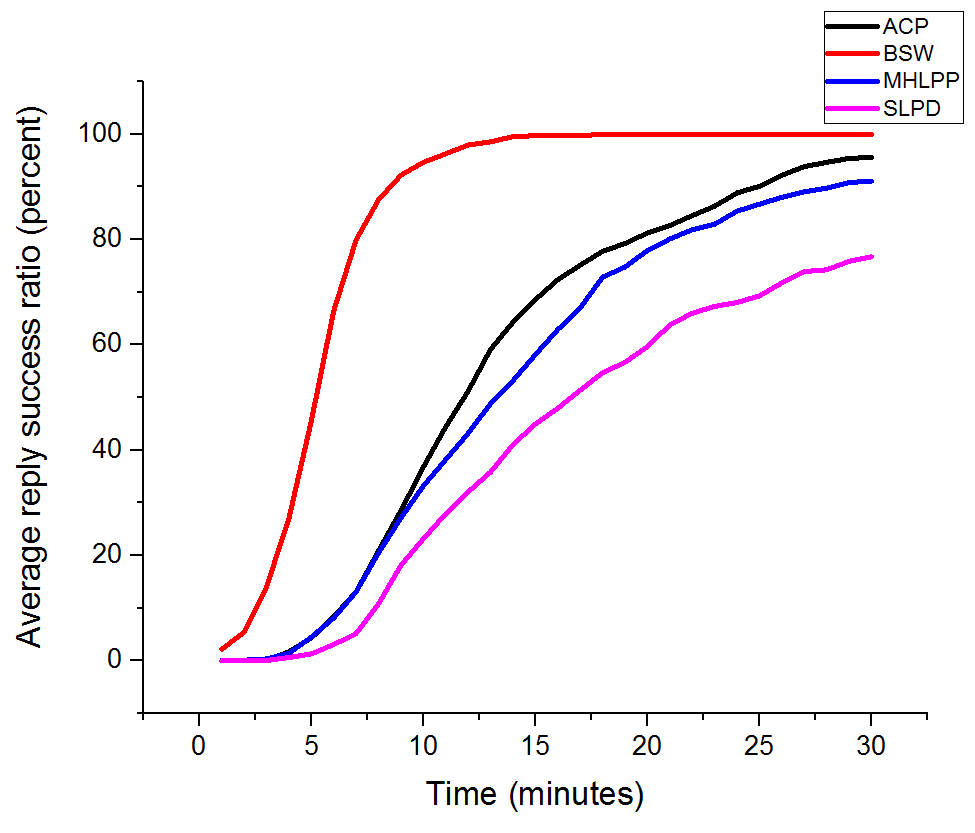 ACP
BSW
MHLPP
SLPD
Average reply success ratio (percent)
100
80
60
40
20
0
0 5 10 15 20 25 30
Time (minutes)